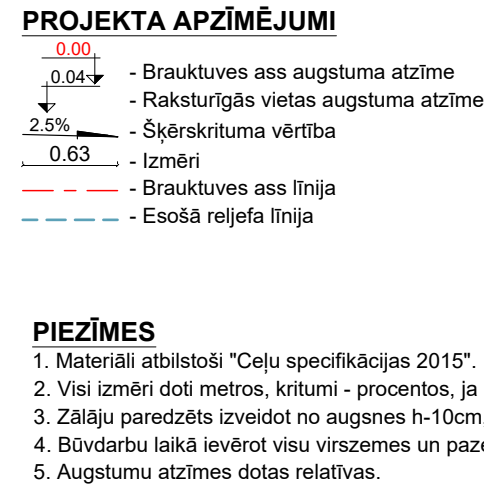 PROJEKTA APZĪMĒJUMI
0.00
0.04 - Brauktuves ass augstuma atzīme
- Raksturīgās vietas augstuma atzīme
2.5% - Šķērskrituma vērtība
0.63 - Izmēri
- Brauktuves ass līnija
- Esošā reljefa līnija
PIEZĪMES
1. Materiāli atbilstoši "Ceļu specifikācijas 2015".
2. Visi izmēri doti metros, kritumi - procentos, ja
3. Zālāju paredzēts izveidot no augsnes h-10cm
4. Būvdarbu laikā ievērot visu virszemes un
5. Augstumu atzīmes dotas relatīvas.